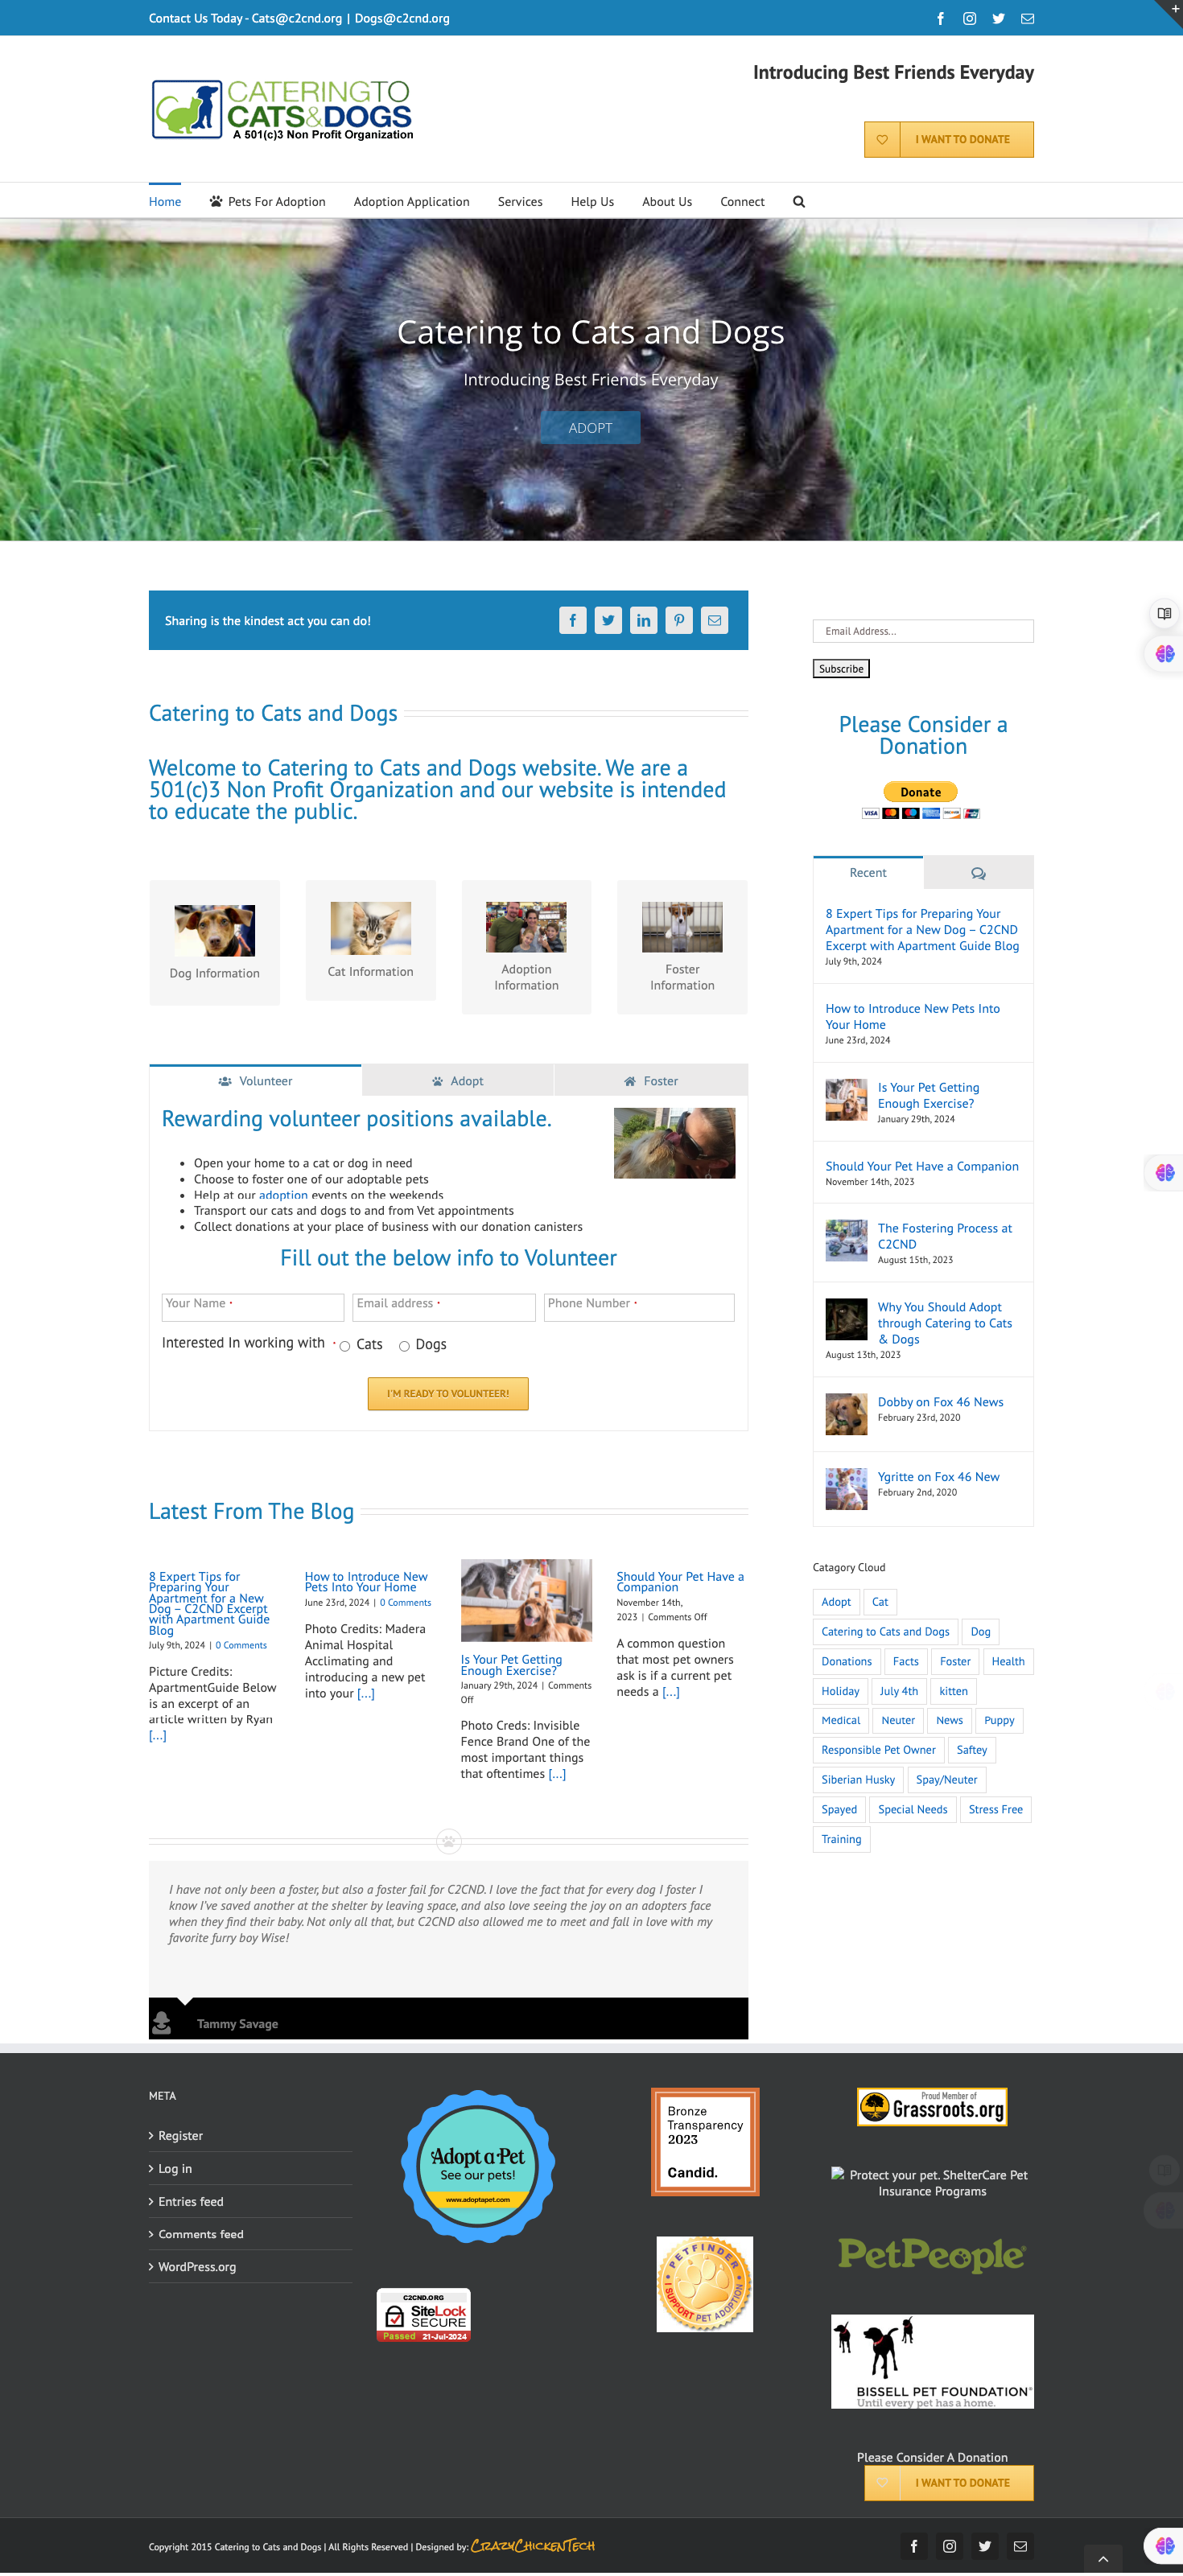 Contact Us Today - Cats@c2cnd.org | Dogs@c2cnd.org
CATERING TO
CATS&DOGS
A 501(c)3 Non Profit Organization
Introducing Best Friends Everyday
I WANT TO DONATE
Home
Pets For Adoption
Adoption Application
Services
Help Us
About Us
Connect
Catering to Cats and Dogs
Introducing Best Friends Everyday
ADOPT
Sharing is the kindest act you can do!
Catering to Cats and Dogs
Welcome to Catering to Cats and Dogs website. We are a
501(c)3 Non Profit Organization and our website is intended
to educate the public.
Dog Information
Cat Information
Adoption
Information
Foster
Information
Volunteer
Adopt
Foster
Rewarding volunteer positions available.
Open your home to a cat or dog in need
Choose to foster one of our adoptable pets
Help at our adoption events on the weekends
Transport our cats and dogs to and from Vet appointments
Collect donations at your place of business with our donation canisters
Fill out the below info to Volunteer
Your Name *
Email address *
Phone Number *
Interested In working with *
Cats
Dogs
I'M READY TO VOLUNTEER!
Latest From The Blog
8 Expert Tips for
Preparing Your
Apartment for a New
Dog – C2CND Excerpt
with Apartment Guide
Blog
July 9th, 2024 | 0 Comments
Picture Credits:
ApartmentGuide Below
is an excerpt of an
article written by Ryan
[...]
How to Introduce New
Pets Into Your Home
June 23rd, 2024 | 0 Comments
Photo Credits: Madera
Animal Hospital
Acclimating and
introducing a new pet
into your [...]
Is Your Pet Getting
Enough Exercise?
January 29th, 2024 | Comments
Off
Photo Creds: Invisible
Fence Brand One of the
most important things
that oftentimes [...]
Should Your Pet Have a
Companion
November 14th,
2023 | Comments Off
A common question
that most pet owners
ask is if a current pet
needs a [...]
I have not only been a foster, but also a foster fail for C2CND. I love the fact that for every dog I foster I
know I've saved another at the shelter by leaving space, and also love seeing the joy on an adopters face
when they find their baby. Not only all that, but C2CND also allowed me to meet and fall in love with my
favorite furry boy Wise!
Tammy Savage
Email Address...
Subscribe
Please Consider a
Donation
Donate
VISA
Recent
8 Expert Tips for Preparing Your
Apartment for a New Dog – C2CND
Excerpt with Apartment Guide Blog
July 9th, 2024
How to Introduce New Pets Into
Your Home
June 23rd, 2024
Is Your Pet Getting
Enough Exercise?
January 29th, 2024
Should Your Pet Have a Companion
November 14th, 2023
The Fostering Process at
C2CND
August 15th, 2023
Why You Should Adopt
through Catering to Cats
& Dogs
August 13th, 2023
Dobby on Fox 46 News
February 23rd, 2020
Ygritte on Fox 46 New
February 2nd, 2020
Catagory Cloud
Adopt
Cat
Catering to Cats and Dogs
Dog
Donations
Facts
Foster
Health
Holiday
July 4th
kitten
Medical
Neuter
News
Puppy
Responsible Pet Owner
Saftey
Siberian Husky
Spay/Neuter
Spayed
Special Needs
Stress Free
Training
META
Register
Log in
Entries feed
Comments feed
WordPress.org
Adopt a Pet
See our pets!
www.adoptapet.com
C2CND.ORG
SiteLock
SECURE
Passed 21-Jul-2024
Bronze
Transparency
2023
Candid.
PETFINDER
I SUPPORT PET ADOPTION
Proud Member of
Grassroots.org
Protect your pet. ShelterCare Pet
Insurance Programs
PetPeople
BISSELL PET FOUNDATION®
Until every pet has a home.
Please Consider A Donation
I WANT TO DONATE
Copyright 2015 Catering to Cats and Dogs | All Rights Reserved | Designed by: CrazyChickenTech